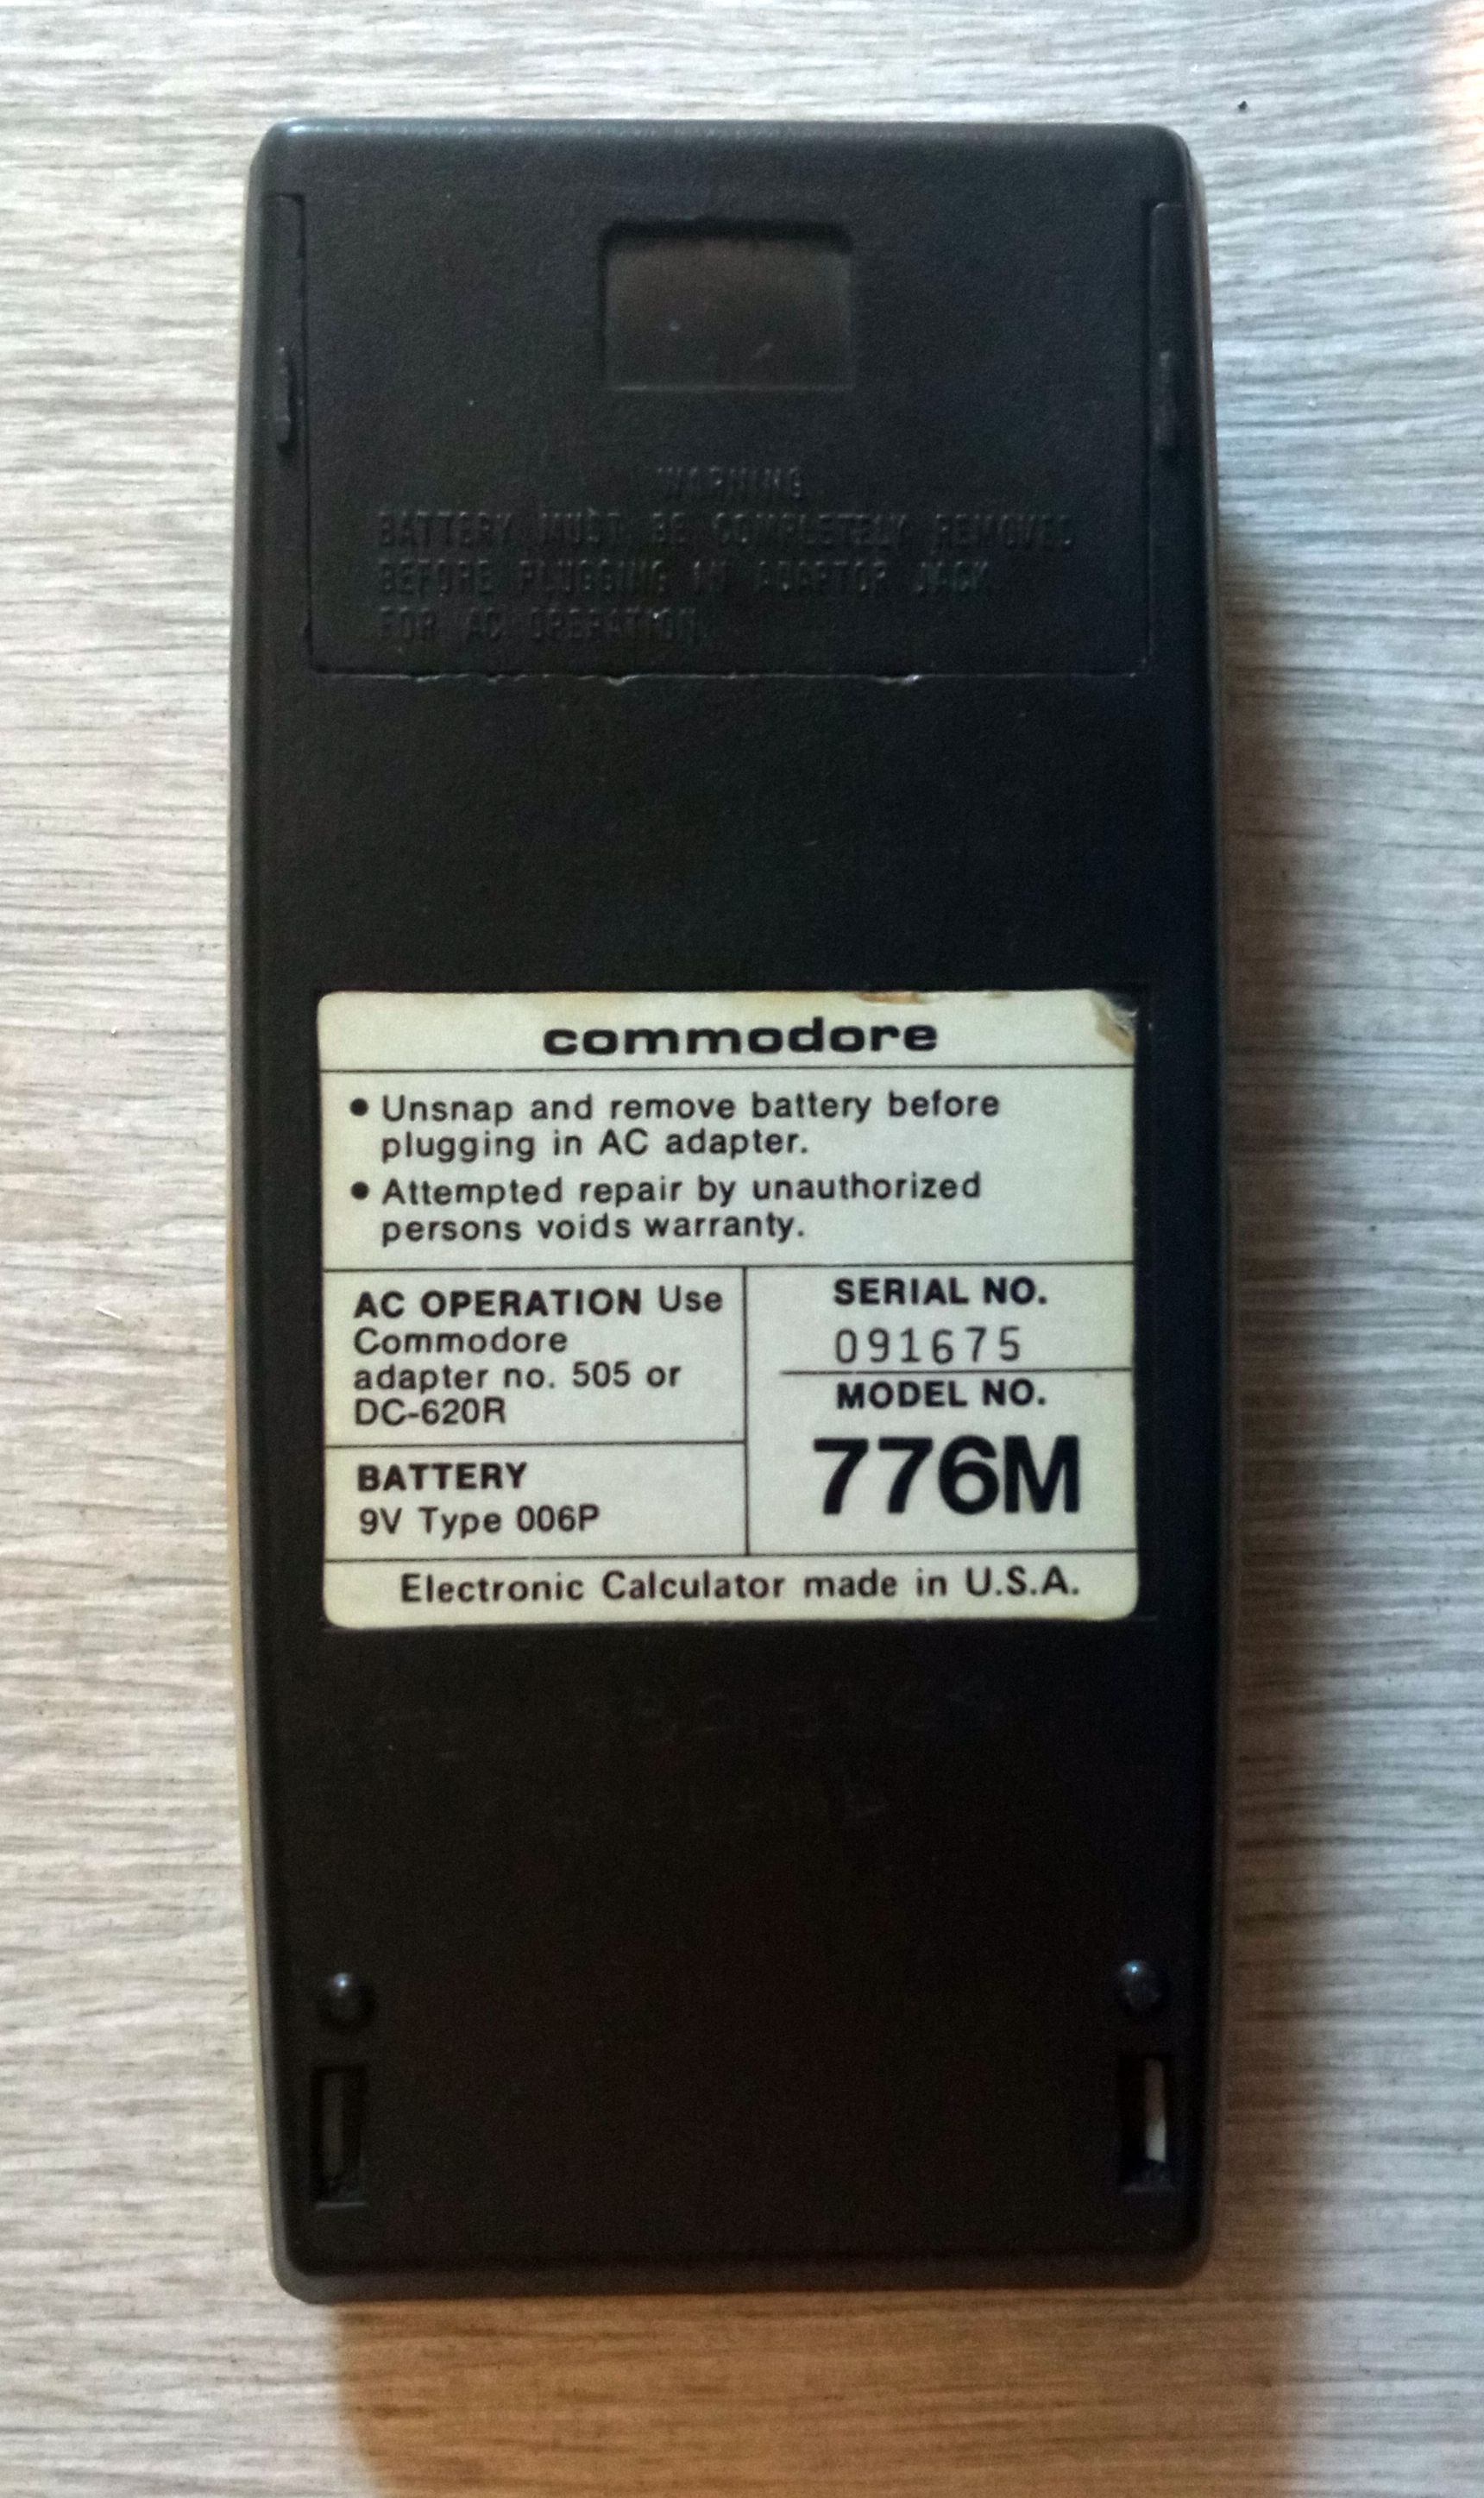 WARNING
BATTERY MUST BE COMPLETELY REMOVED
BEFORE PLUGGING IN ADAPTOR JACK
FOR AC OPERATION
commodore
● Unsnap and remove battery before
plugging in AC adapter.
● Attempted repair by unauthorized
persons voids warranty.
AC OPERATION Use
Commodore
adapter no. 505 or
DC-620R
BATTERY
9V Type 006P
SERIAL NO.
091675
MODEL NO.
776M
Electronic Calculator made in U.S.A.